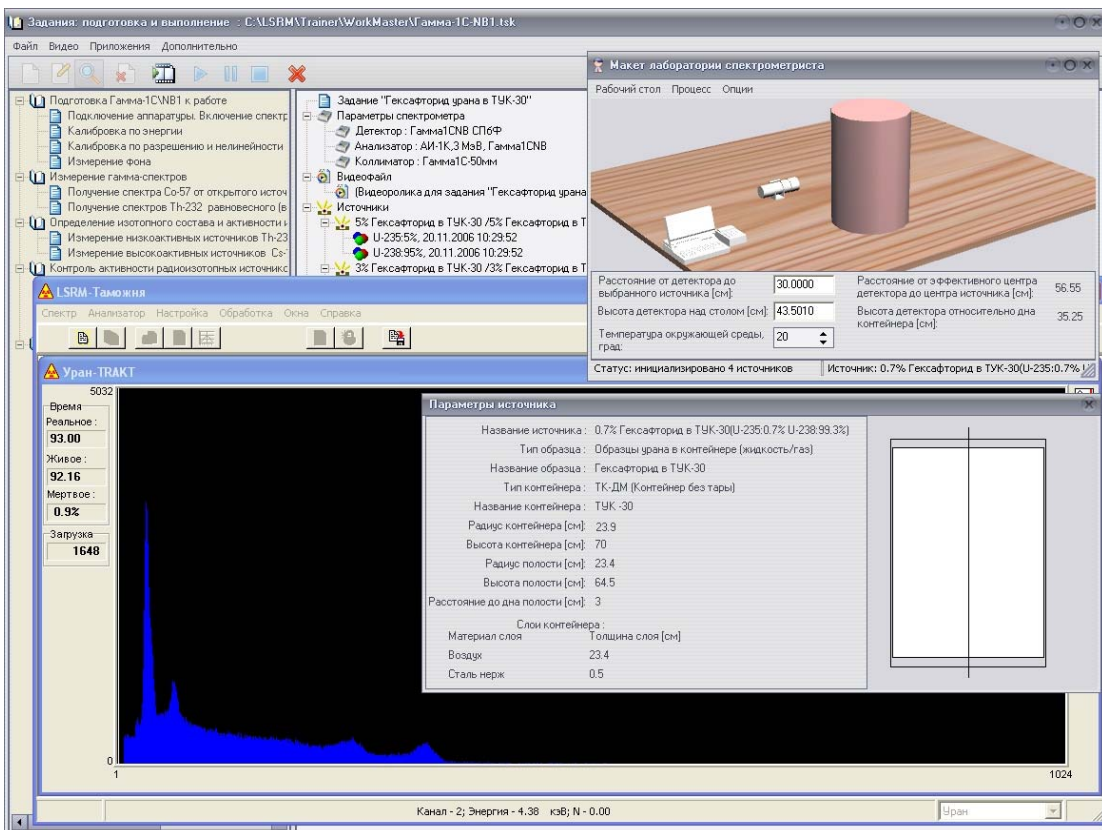 Задания: подготовка и выполнение : C:\LSRM\Trainer\WorkMaster\Гамма-1C-NB1.tsk
Файл Видео Приложения Дополнительно
Подготовка Гамма-1C\NB1 к работе
Подключение аппаратуры. Включение спектр
Калибровка по энергии
Калибровка по разрешению и нелинейности
Измерение фона
Измерение гамма-спектров
Получение спектра Co-57 от открытого источ
Получение спектров Th-232 равновесного (в
Определение изотопного состава и активности и
Измерение низкоактивных источников Th-23
Измерение высокоактивных источников Cs-
Контроль активности радиоизотопных источникс
Задание "Гексафторид урана в ТУК-30"
Параметры спектрометра
Детектор : Гамма1CNB СПбФ
Анализатор : АИ-1К,3 МэВ, Гамма1CNB
Коллиматор : Гамма1С-50мм
Видеофайл
(Видеоролика для задания "Гексафторид урана
Источники
5% Гексафторид в ТУК-30 /5% Гексафторид в Т
U-235:5%, 20.11.2006 10:29:52
U-238:95%, 20.11.2006 10:29:52
3% Гексафторид в ТУК-30 /3% Гексафторид в Т
Макет лаборатории спектрометриста
Рабочий стол Процесс Опции
Расстояние от детектора до выбранного источника [см]: 30.0000
Расстояние от эффективного центра детектора до центра источника [см]: 56.55
Высота детектора над столом [см]: 43.5010
Высота детектора относительно дна контейнера [см]: 35.25
Температура окружающей среды, град: 20
Статус: инициализировано 4 источников
Источник: 0.7% Гексафторид в ТУК-30(U-235:0.7%
LSRM-Таможня
Спектр Анализатор Настройка Обработка Окна Справка
Уран-TRAKT
5032
Время
Реальное :
93.00
Живое :
92.16
Мертвое :
0.9%
Загрузка
1648
0
1
1024
Параметры источника
Название источника : 0.7% Гексафторид в ТУК-30(U-235:0.7% U-238:99.3%)
Тип образца : Образцы урана в контейнере (жидкость/газ)
Название образца : Гексафторид в ТУК-30
Тип контейнера : ТК-ДМ (Контейнер без тары)
Название контейнера : ТУК -30
Радиус контейнера [см]: 23.9
Высота контейнера [см]: 70
Радиус полости [см]: 23.4
Высота полости [см]: 64.5
Расстояние до дна полости [см]: 3
Слои контейнера :
Материал слоя Толщина слоя [см]
Воздух 23.4
Сталь нерж 0.5
Канал - 2; Энергия - 4.38 кэВ; N - 0.00
Уран